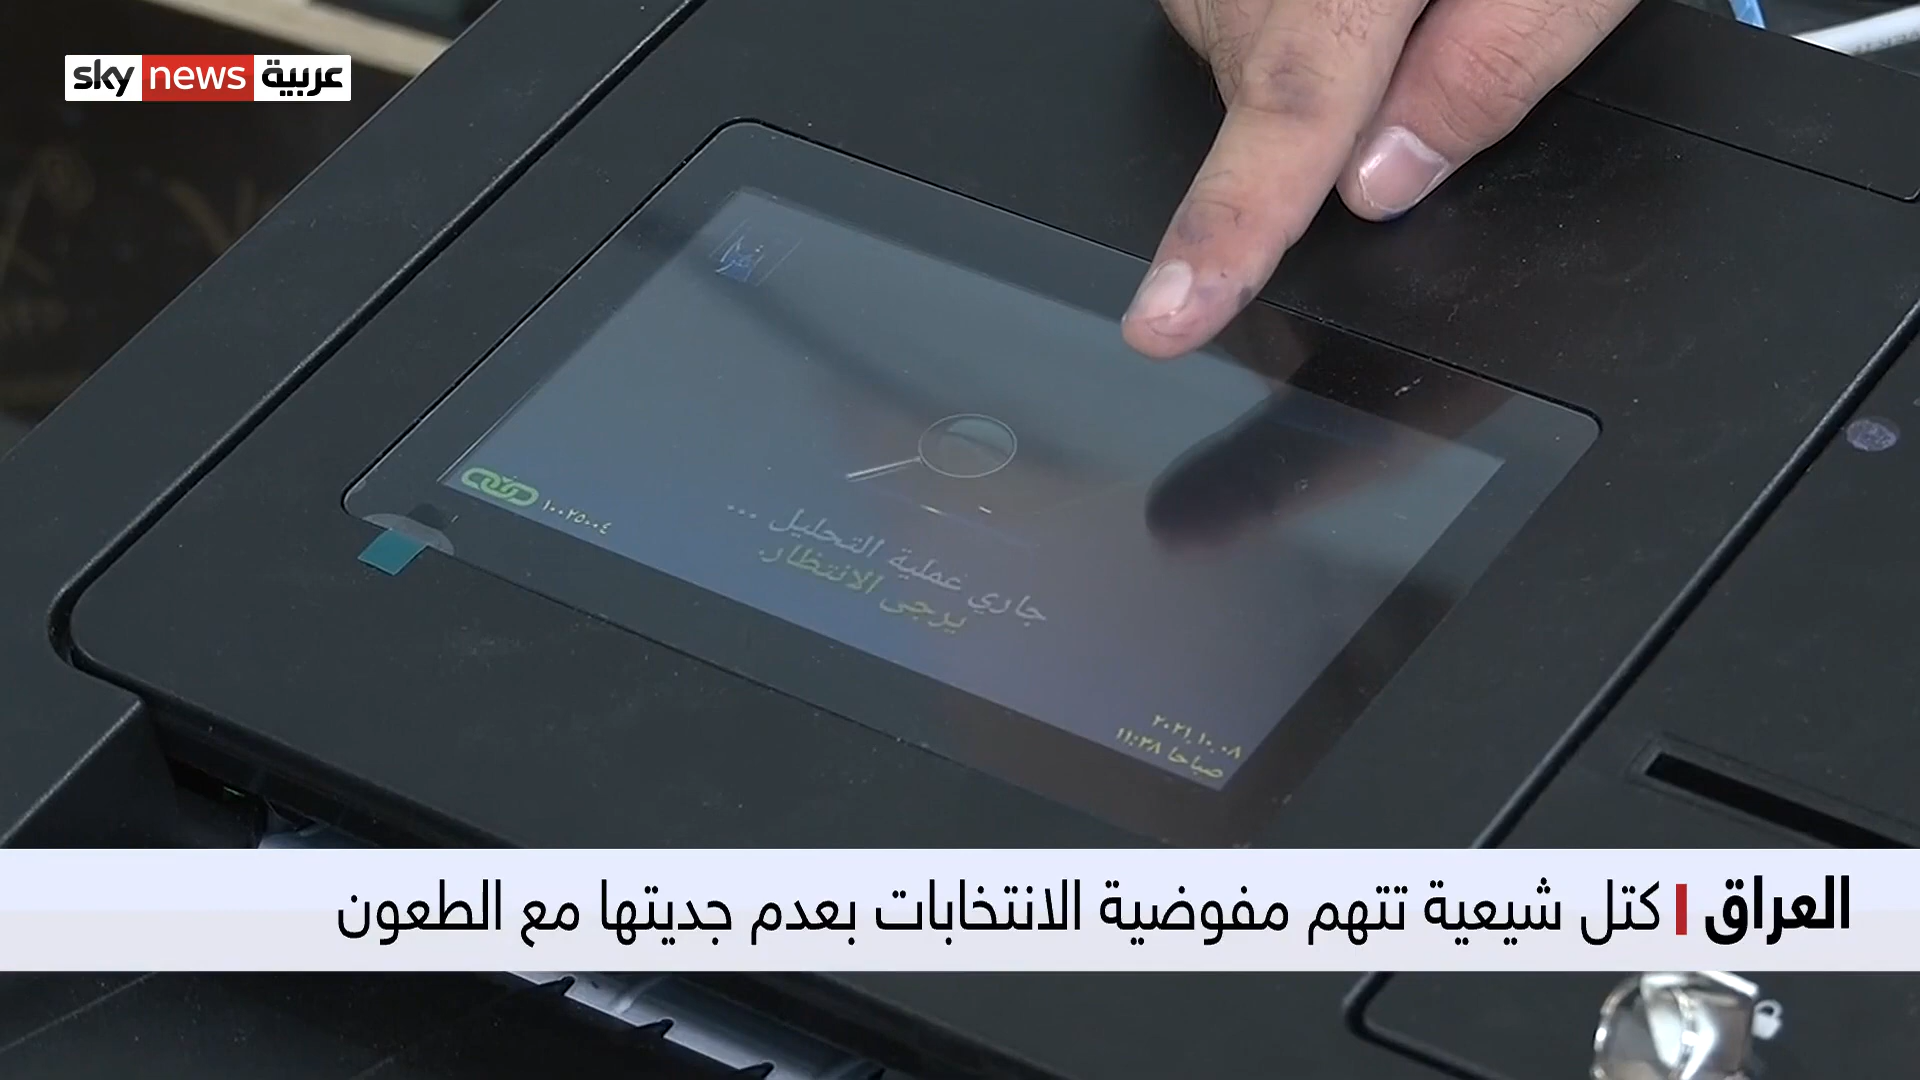 sky news عربية
جاري عملية التحليل ...
يرجى الانتظار.
١٠٠٢٥٠٠٤
٢٠٢١.١٠.٠٨
صباحا ١١:٣٨
العراق | كتل شيعية تتهم مفوضية الانتخابات بعدم جديتها مع الطعون